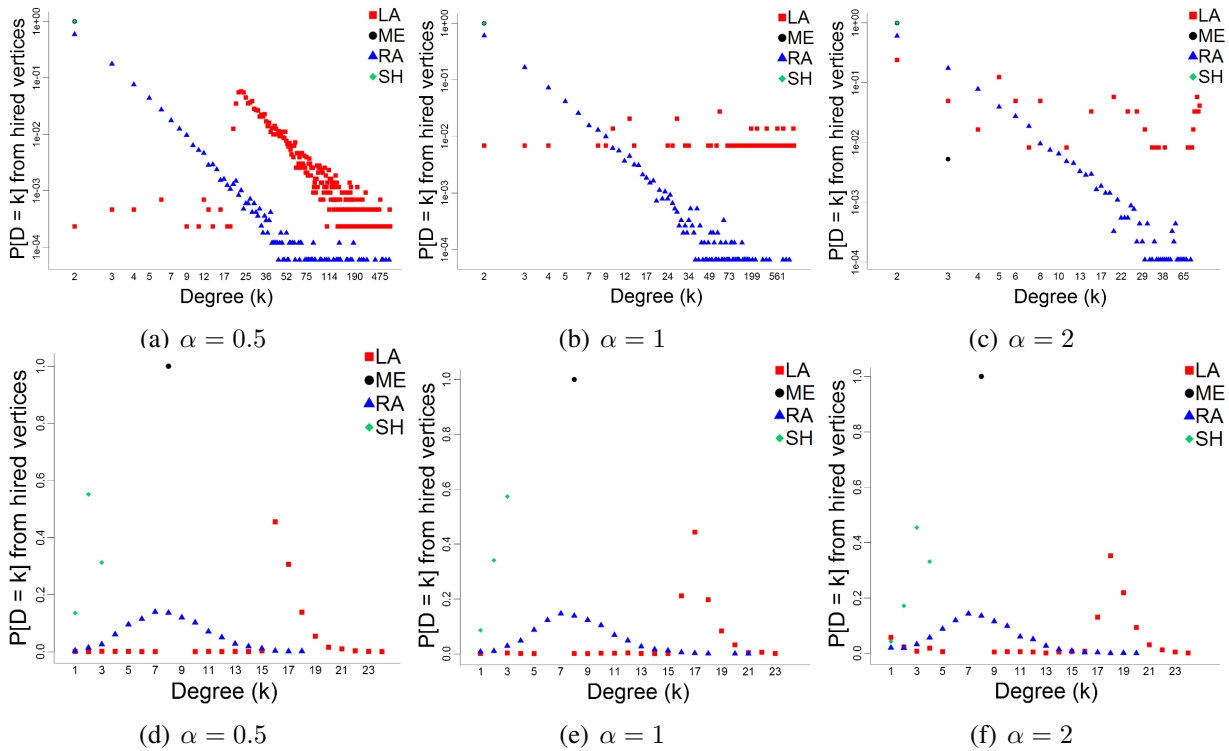 P[D = k] from hired vertices
1e+00
1e-01
1e-02
1e-03
1e-04
2 3 4 5 7 9 12 17 25 36 52 75 114 190 475
Degree (k)
LA
ME
RA
SH
(a) α = 0.5
P[D = k] from hired vertices
1e+00
1e-01
1e-02
1e-03
1e-04
2 3 4 5 7 9 12 17 24 34 49 73 199 561
Degree (k)
LA
ME
RA
SH
(b) α = 1
P[D = k] from hired vertices
1e+00
1e-01
1e-02
1e-03
1e-04
2 3 4 5 6 8 10 13 17 22 29 38 65
Degree (k)
LA
ME
RA
SH
(c) α = 2
P[D = k] from hired vertices
1.0
0.8
0.6
0.4
0.2
0.0
1 3 5 7 9 11 13 15 17 19 21 23
Degree (k)
LA
ME
RA
SH
(d) α = 0.5
P[D = k] from hired vertices
1.0
0.8
0.6
0.4
0.2
0.0
1 3 5 7 9 11 13 15 17 19 21 23
Degree (k)
LA
ME
RA
SH
(e) α = 1
P[D = k] from hired vertices
1.0
0.8
0.6
0.4
0.2
0.0
1 3 5 7 9 11 13 15 17 19 21 23
Degree (k)
LA
ME
RA
SH
(f) α = 2